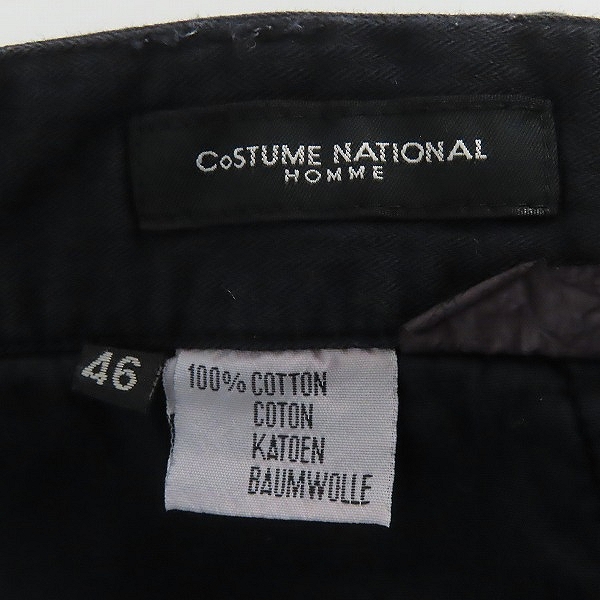 CoSTUME NATIONAL
HOMME
46
100% COTTON
COTON
KATOEN
BAUMWOLLE